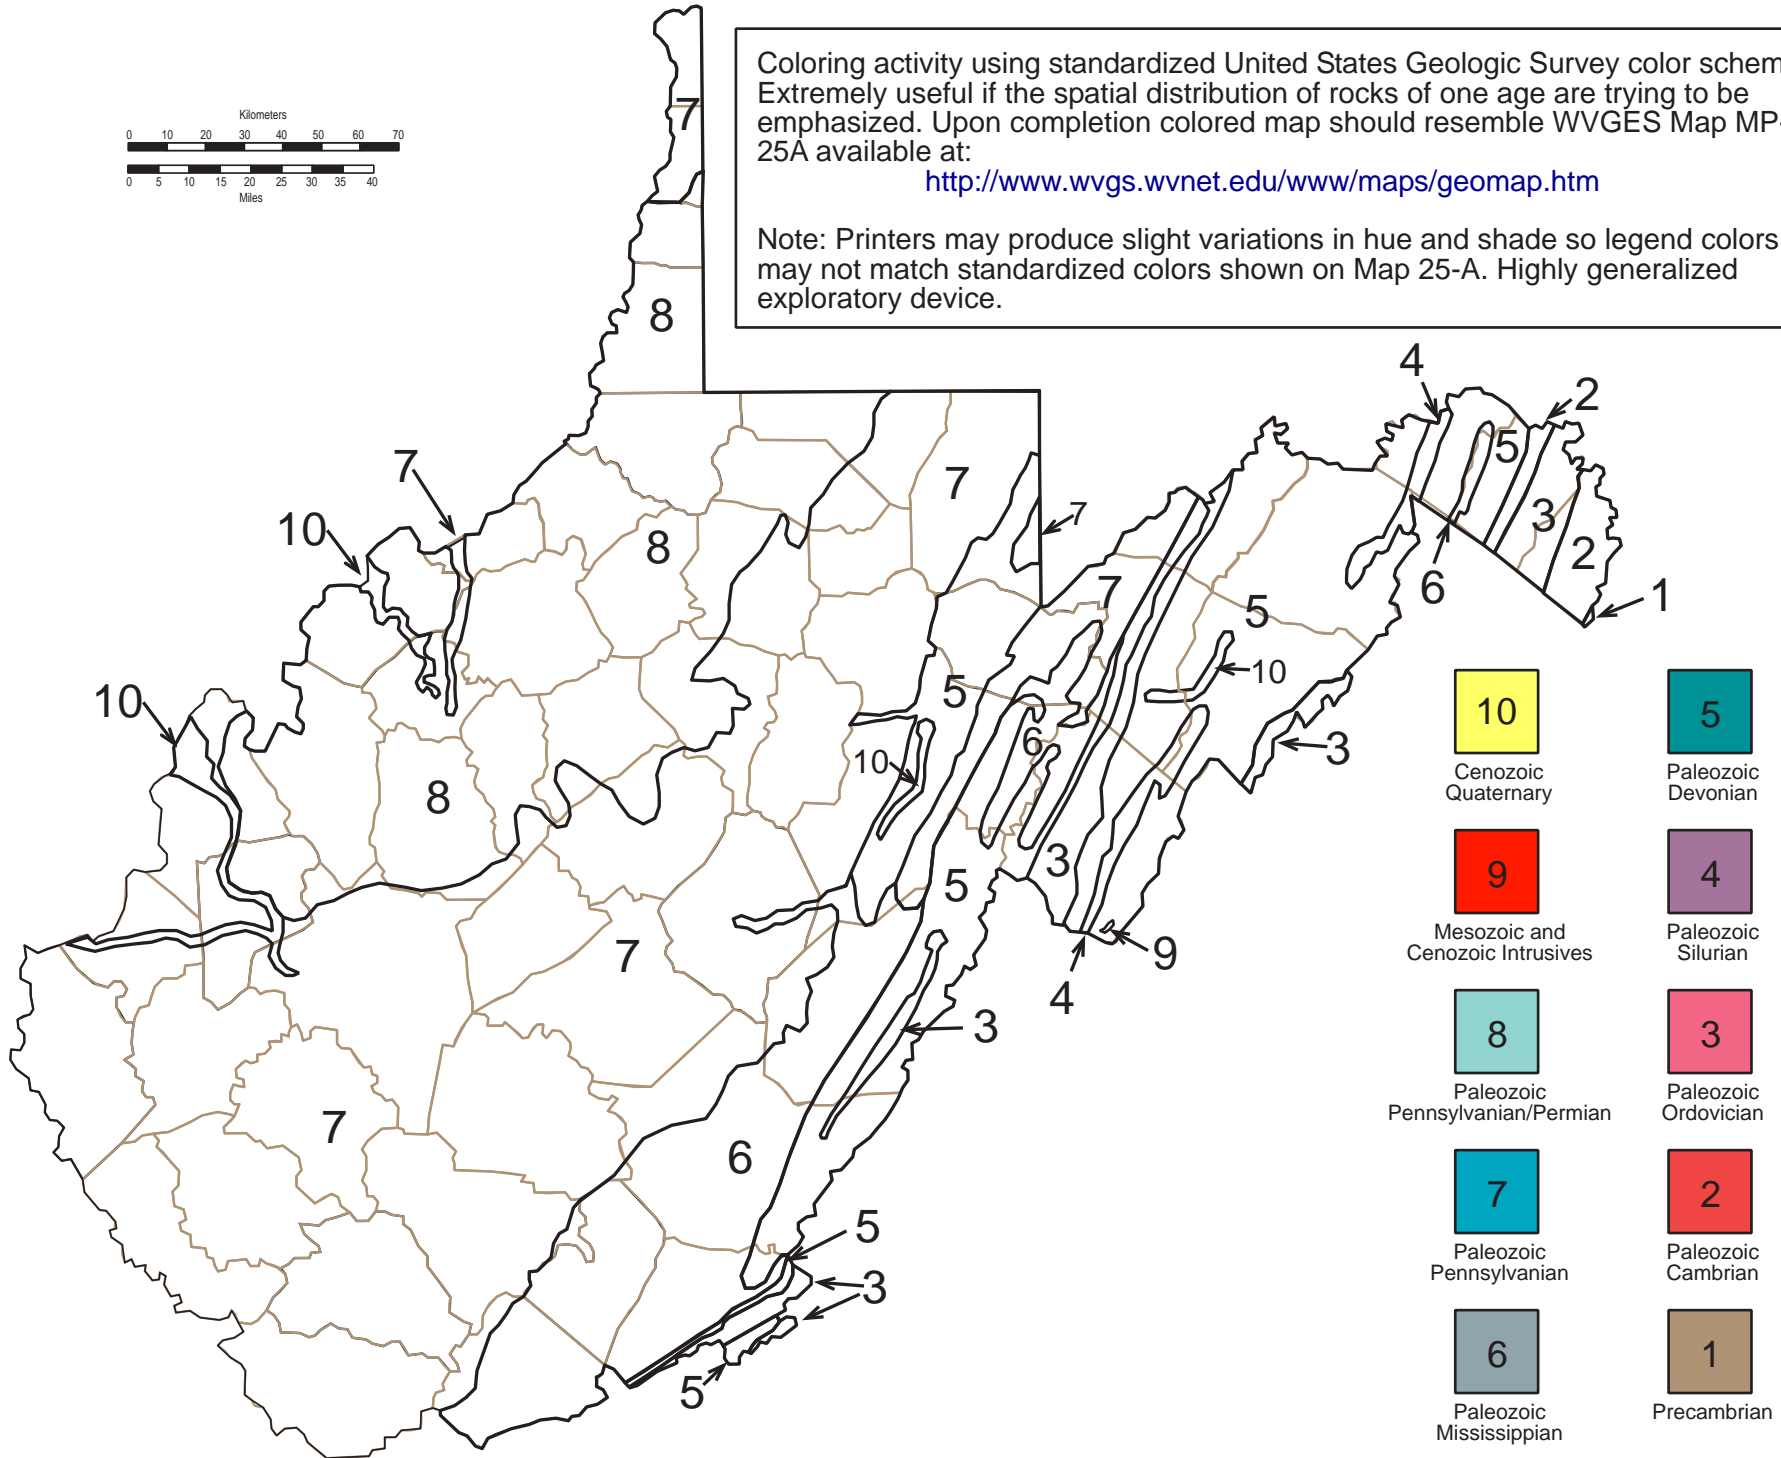 Coloring activity using standardized United States Geologic Survey color schem
Extremely useful if the spatial distribution of rocks of one age are trying to be
emphasized. Upon completion colored map should resemble WVGES Map MP-
25A available at:
http://www.wvgs.wvnet.edu/www/maps/geomap.htm
Note: Printers may produce slight variations in hue and shade so legend colors
may not match standardized colors shown on Map 25-A. Highly generalized
exploratory device.
Kilometers
0 10 20 30 40 50 60 70
0 5 10 15 20 25 30 35 40
Miles
7
8
4
2
5
7
7
10
8
7
3
2
7
6
1
5
10
10
5
6
3
10
8
3
5
7
9
4
3
7
6
5
3
5
10
Cenozoic
Quaternary
5
Paleozoic
Devonian
9
Mesozoic and
Cenozoic Intrusives
4
Paleozoic
Silurian
8
Paleozoic
Pennsylvanian/Permian
3
Paleozoic
Ordovician
7
Paleozoic
Pennsylvanian
2
Paleozoic
Cambrian
6
Paleozoic
Mississippian
1
Precambrian